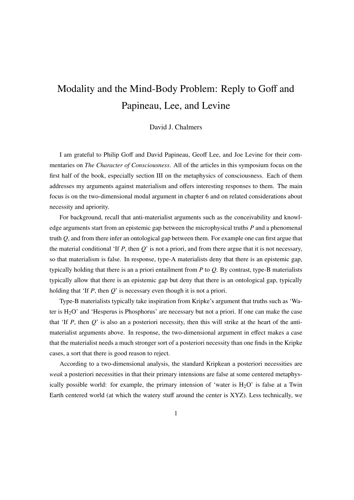 Modality and the Mind-Body Problem: Reply to Goff and
Papineau, Lee, and Levine
David J. Chalmers
I am grateful to Philip Goff and David Papineau, Geoff Lee, and Joe Levine for their com-
mentaries on The Character of Consciousness. All of the articles in this symposium focus on the
first half of the book, especially section III on the metaphysics of consciousness. Each of them
addresses my arguments against materialism and offers interesting responses to them. The main
focus is on the two-dimensional modal argument in chapter 6 and on related considerations about
necessity and apriority.
For background, recall that anti-materialist arguments such as the conceivability and knowl-
edge arguments start from an epistemic gap between the microphysical truths P and a phenomenal
truth Q, and from there infer an ontological gap between them. For example one can first argue that
the material conditional 'If P, then Q' is not a priori, and from there argue that it is not necessary,
so that materialism is false. In response, type-A materialists deny that there is an epistemic gap,
typically holding that there is an a priori entailment from P to Q. By contrast, type-B materialists
typically allow that there is an epistemic gap but deny that there is an ontological gap, typically
holding that 'If P, then Q' is necessary even though it is not a priori.
Type-B materialists typically take inspiration from Kripke's argument that truths such as 'Wa-
ter is H2O' and 'Hesperus is Phosphorus' are necessary but not a priori. If one can make the case
that 'If P, then Q' is also an a posteriori necessity, then this will strike at the heart of the anti-
materialist arguments above. In response, the two-dimensional argument in effect makes a case
that the materialist needs a much stronger sort of a posteriori necessity than one finds in the Kripke
cases, a sort that there is good reason to reject.
According to a two-dimensional analysis, the standard Kripkean a posteriori necessities are
weak a posteriori necessities in that their primary intensions are false at some centered metaphys-
ically possible world: for example, the primary intension of 'water is H2O' is false at a Twin
Earth centered world (at which the watery stuff around the center is XYZ). Less technically, we
1